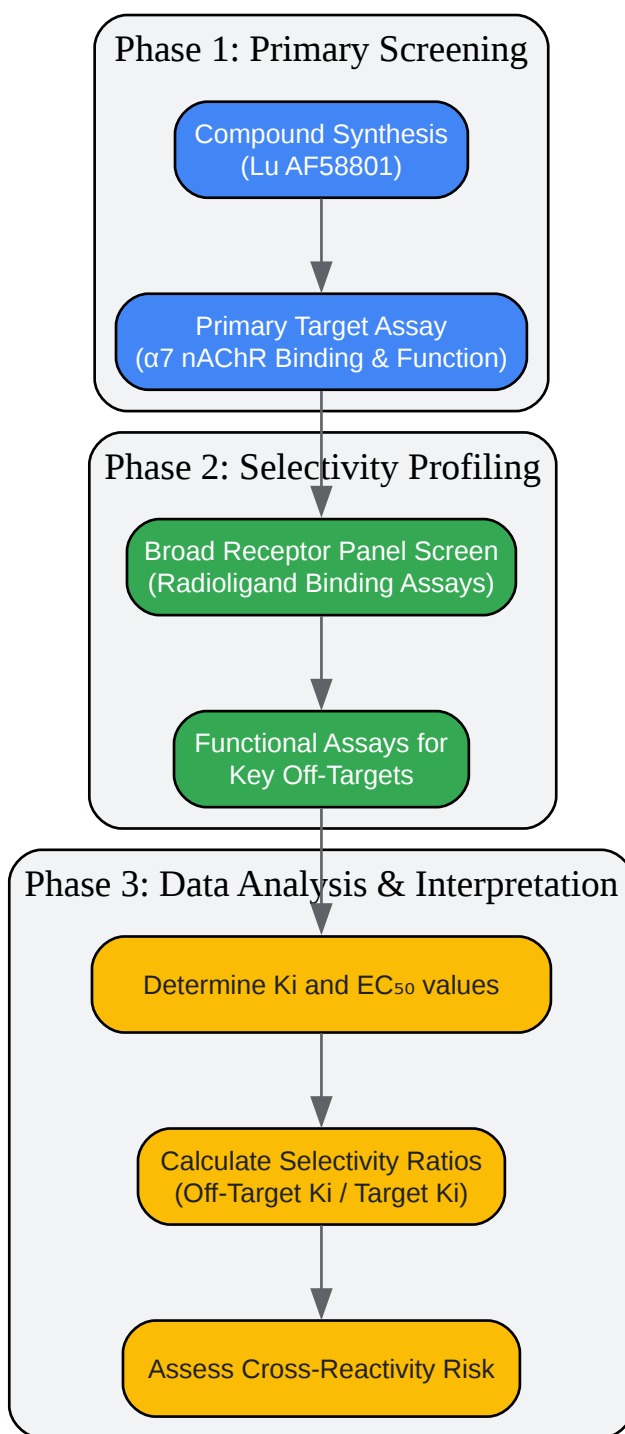 Phase 1: Primary Screening
Compound Synthesis
(Lu AF58801)
Primary Target Assay
(α7 nAChR Binding & Function)
Phase 2: Selectivity Profiling
Broad Receptor Panel Screen
(Radioligand Binding Assays)
Functional Assays for
Key Off-Targets
Phase 3: Data Analysis & Interpretation
Determine Ki and EC₅₀ values
Calculate Selectivity Ratios
(Off-Target Ki / Target Ki)
Assess Cross-Reactivity Risk